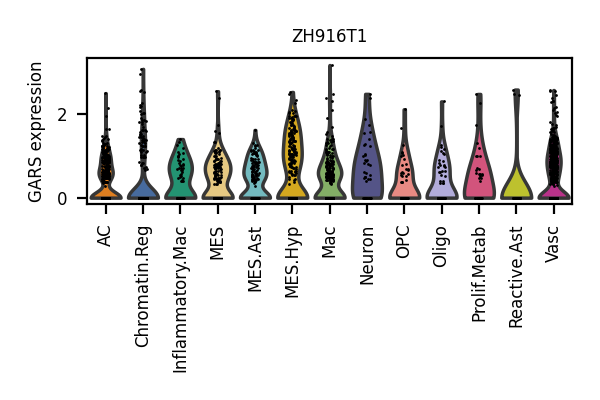 ZH916T1
GARS expression
2
0
AC
Chromatin.Reg
Inflammatory.Mac
MES
MES.Ast
MES.Hyp
Mac
Neuron
OPC
Oligo
Prolif.Metab
Reactive.Ast
Vasc